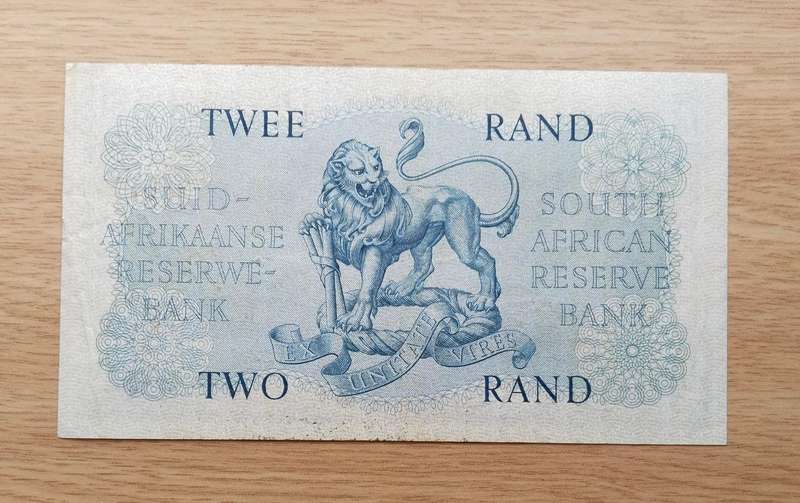 TWEE RAND
SUID-
AFRIKAANSE
RESERWE-
BANK
SOUTH
AFRICAN
RESERVE
BANK
EX UNITATE VIRES
TWO RAND